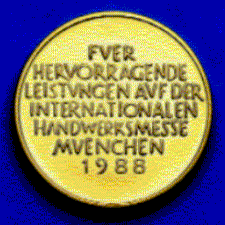 FVER
HERVORRAGENDE
LEISTVNGEN AVF DER
INTERNATIONALEN
HANDWERKSMESSE
MVENCHEN
1988